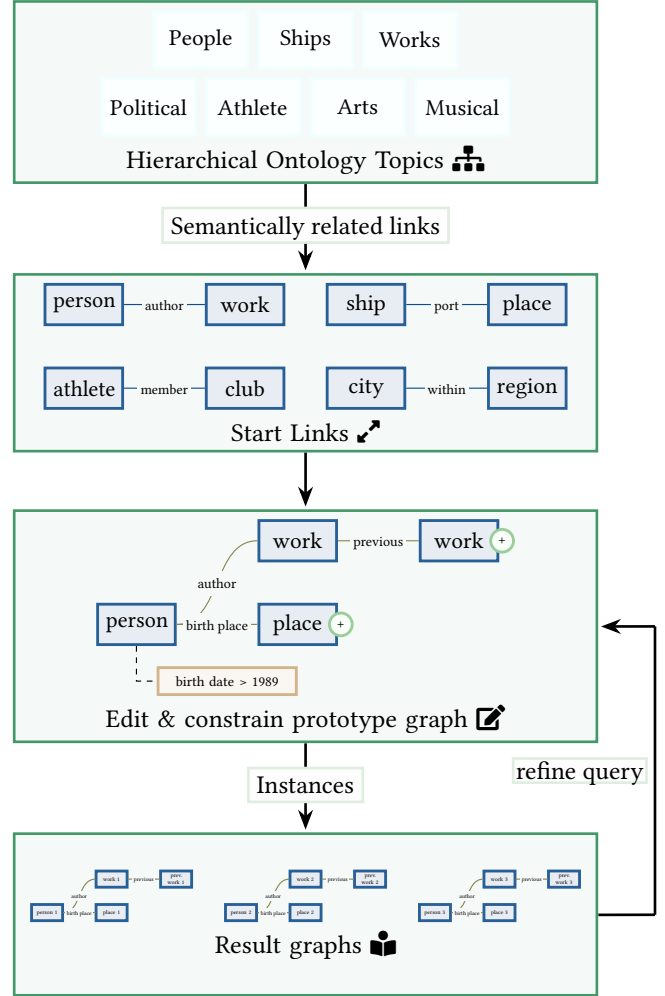 People Ships Works
Political Athlete Arts Musical
Hierarchical Ontology Topics
Semantically related links
person author work ship port place
athlete member club city within region
Start Links
work previous work +
author
person birth place place +
birth date > 1989
Edit & constrain prototype graph
Instances
refine query
work 1 previous prev. work 1 work 2 previous prev. work 2 work 3 previous prev. work 3
author author author
person 1 birth place place 1 person 2 birth place place 2 person 3 birth place place 3
Result graphs